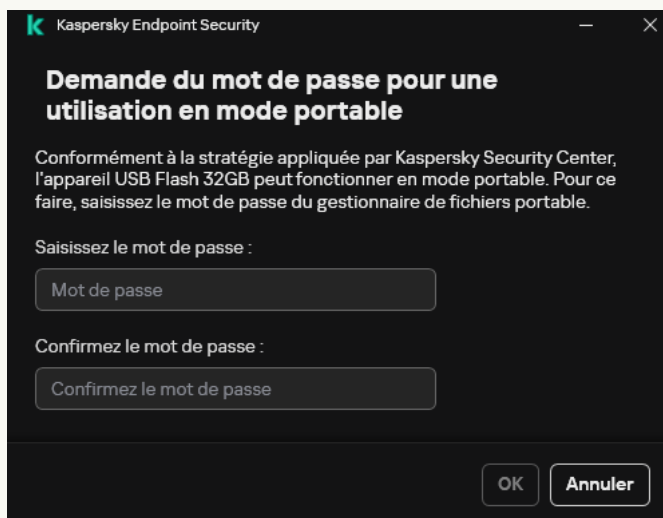 Kaspersky Endpoint Security
Demande du mot de passe pour une
utilisation en mode portable
Conformément à la stratégie appliquée par Kaspersky Security Center,
l'appareil USB Flash 32GB peut fonctionner en mode portable. Pour ce
faire, saisissez le mot de passe du gestionnaire de fichiers portable.
Saisissez le mot de passe :
Mot de passe
Confirmez le mot de passe :
Confirmez le mot de passe
OK
Annuler